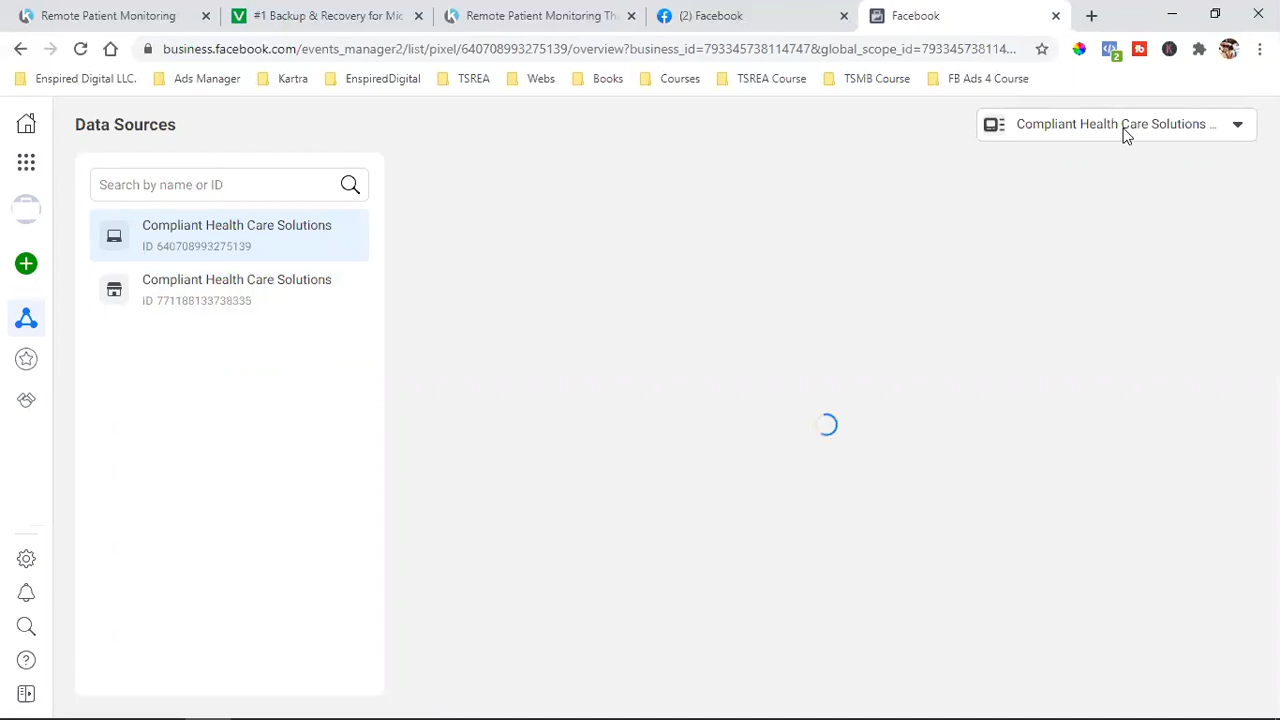 Remote Patient Monitoring
#1 Backup & Recovery for Mic
Remote Patient Monitoring Tha
(2) Facebook
Facebook
business.facebook.com/events_manager2/list/pixel/640708993275139/overview?business_id=793345738114747&global_scope_id=793345738114...
2
Enspired Digital LLC.
Ads Manager
Kartra
EnspiredDigital
TSREA
Webs
Books
Courses
TSREA Course
TSMB Course
FB Ads 4 Course
Data Sources
Compliant Health Care Solutions ...
Search by name or ID
Compliant Health Care Solutions
ID 640708993275139
Compliant Health Care Solutions
ID 771188133738335